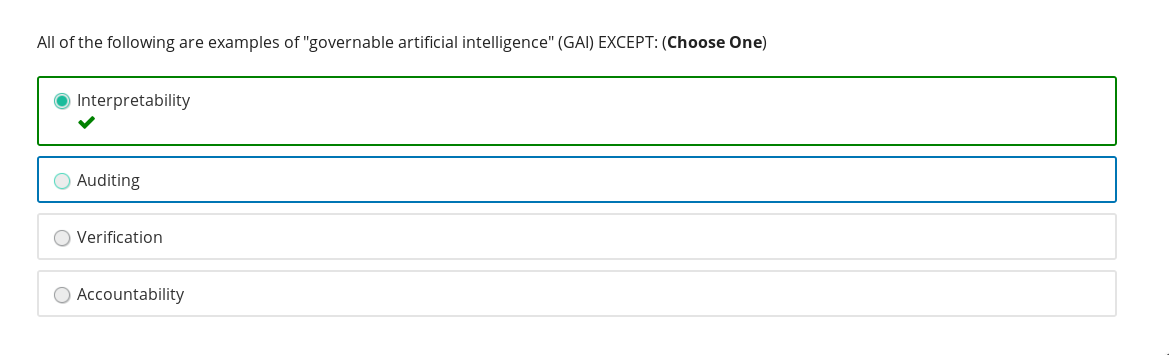 All of the following are examples of "governable artificial intelligence" (GAI) EXCEPT: (Choose One)
Interpretability
Auditing
Verification
Accountability